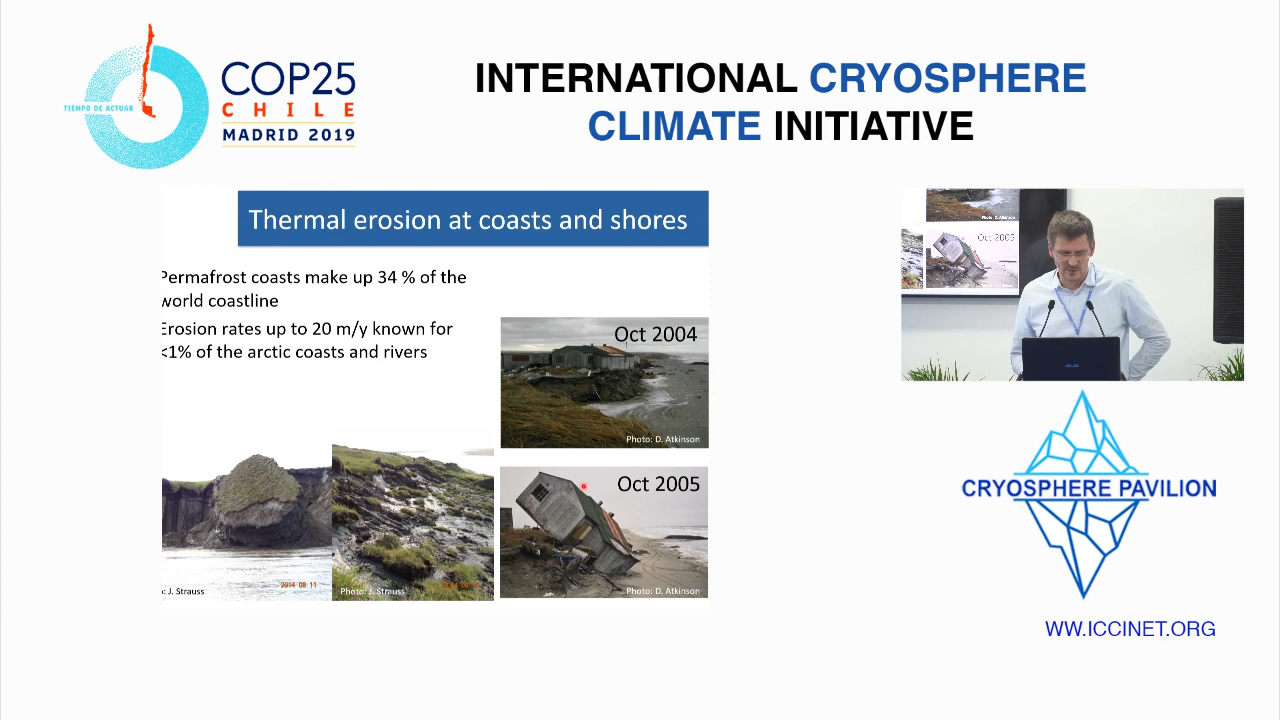 TIEMPO DE ACTUAR
COP25
CHILE
MADRID 2019
INTERNATIONAL CRYOSPHERE
CLIMATE INITIATIVE
Thermal erosion at coasts and shores
Permafrost coasts make up 34 % of the
world coastline
Erosion rates up to 20 m/y known for
<1% of the arctic coasts and rivers
Oct 2004
Photo: D. Atkinson
Oct 2005
Photo: D. Atkinson
2014 08 11
: J. Strauss
Photo: J. Strauss
Photo: D. Atkinson
Oct 2005
CRYOSPHERE PAVILION
WW.ICCINET.ORG